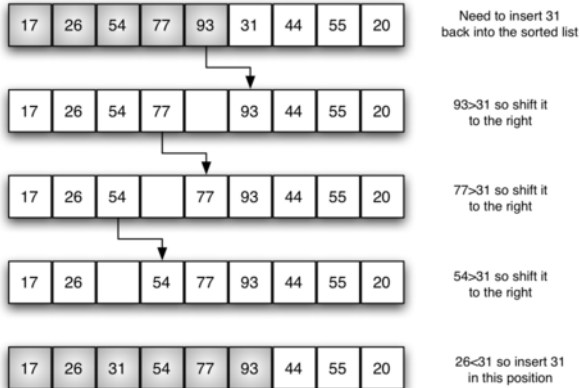 17 26 54 77 93 31 44 55 20
Need to insert 31
back into the sorted list
17 26 54 77 93 44 55 20
93>31 so shift it
to the right
17 26 54 77 93 44 55 20
77>31 so shift it
to the right
17 26 54 77 93 44 55 20
54>31 so shift it
to the right
17 26 31 54 77 93 44 55 20
26<31 so insert 31
in this position